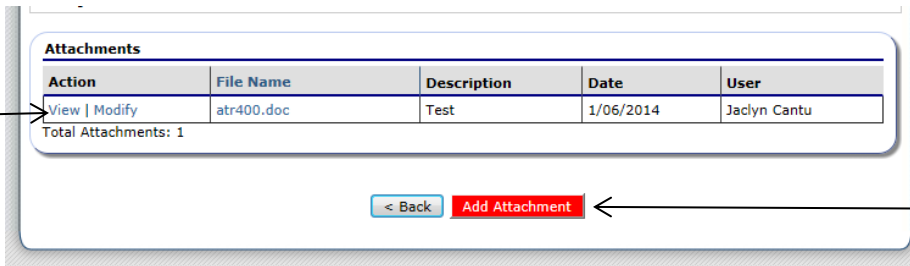 Attachments
Action File Name Description Date User
View | Modify atr400.doc Test 1/06/2014 Jaclyn Cantu
Total Attachments: 1
< Back Add Attachment